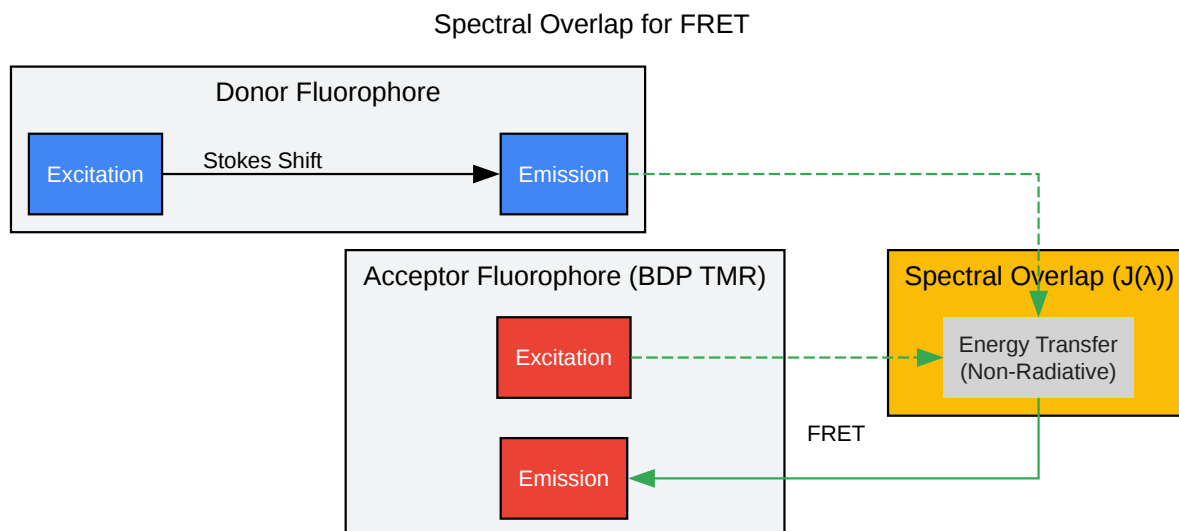 Spectral Overlap for FRET
Donor Fluorophore
Excitation
Stokes Shift
Emission
Acceptor Fluorophore (BDP TMR)
Spectral Overlap (J(λ))
Excitation
Energy Transfer
(Non-Radiative)
FRET
Emission